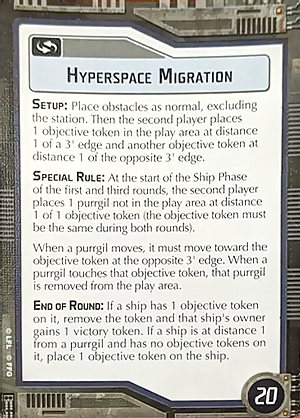 HYPERSPACE MIGRATION
SETUP: Place obstacles as normal, excluding
the station. Then the second player places
1 objective token in the play area at distance
1 of a 3' edge and another objective token at
distance 1 of the opposite 3' edge.
SPECIAL RULE: At the start of the Ship Phase
of the first and third rounds, the second player
places 1 purrgil not in the play area at distance
1 of 1 objective token (the objective token must
be the same during both rounds).
When a purrgil moves, it must move toward the
objective token at the opposite 3' edge. When a
purrgil touches that objective token, that purrgil
is removed from the play area.
END OF ROUND: If a ship has 1 objective token
on it, remove the token and that ship's owner
gains 1 victory token. If a ship is at distance 1
from a purrgil and has no objective tokens on
it, place 1 objective token on the ship.
© LFL © FFG
20